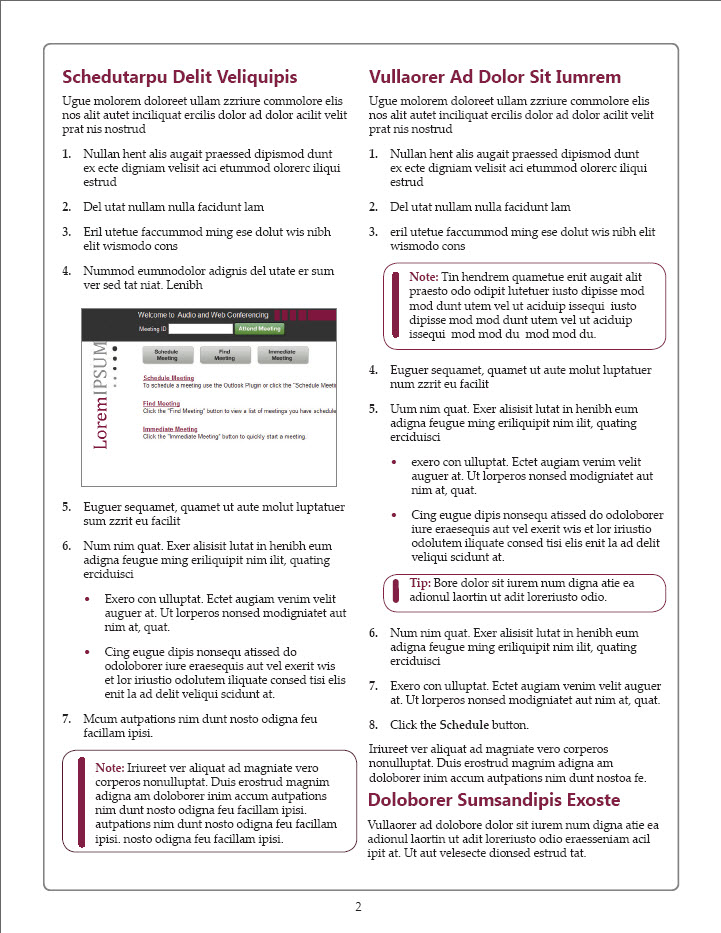 Schedutarpu Delit Veliquipis
Ugue molorem doloreet ullam zzriure commolore elis
nos alit autet inciliquat ercilis dolor ad dolor acilit velit
prat nis nostrud
1. Nullan hent alis augait praessed dipismod dunt
ex ecte digniam velisit aci etummod olorerc iliqui
estrud
2. Del utat nullam nulla facidunt lam
3. Eril utetue faccummod ming ese dolut wis nibh
elit wismodo cons
4. Nummod eummodolor adignis del utate er sum
ver sed tat niat. Lenibh
Welcome to Audio and Web Conferencing
Meeting ID
Attend Meeting
LoremIPSUM
Schedule
Meeting
Find
Meeting
Immediate
Meeting
Schedule Meeting
To schedule a meeting use the Outlook Plugin or click the "Schedule Meeti
Find Meeting
Click the "Find Meeting" button to view a list of meetings you have schedule
Immediate Meeting
Click the "Immediate Meeting" button to quickly start a meeting.
5. Euguer sequamet, quamet ut aute molut luptatuer
sum zzrit eu facilit
6. Num nim quat. Exer alisisit lutat in henibh eum
adigna feugue ming eriliquipit nim ilit, quating
erciduisci
• Exero con ulluptat. Ectet augiam venim velit
auguer at. Ut lorperos nonsed modigniatet aut
nim at, quat.
• Cing eugue dipis nonsequ atissed do
odoloborer iure eraesequis aut vel exerit wis
et lor iriustio odolutem iliquate consed tisi elis
enit la ad delit veliqui scidunt at.
7. Mcum autpations nim dunt nosto odigna feu
facillam ipisi.
Note: Iriureet ver aliquat ad magniate vero
corperos nonulluptat. Duis erostrud magnim
adigna am doloborer inim accum autpations
nim dunt nosto odigna feu facillam ipisi.
autpations nim dunt nosto odigna feu facillam
ipisi. nosto odigna feu facillam ipisi.
Vullaorer Ad Dolor Sit Iumrem
Ugue molorem doloreet ullam zzriure commolore elis
nos alit autet inciliquat ercilis dolor ad dolor acilit velit
prat nis nostrud
1. Nullan hent alis augait praessed dipismod dunt
ex ecte digniam velisit aci etummod olorerc iliqui
estrud
2. Del utat nullam nulla facidunt lam
3. eril utetue faccummod ming ese dolut wis nibh elit
wismodo cons
Note: Tin hendrem quametue enit augait alit
praesto odo odipit lutetuer iusto dipisse mod
mod dunt utem vel ut aciduip issequi iusto
dipisse mod mod dunt utem vel ut aciduip
issequi mod mod du mod mod du.
4. Euguer sequamet, quamet ut aute molut luptatuer
num zzrit eu facilit
5. Uum nim quat. Exer alisisit lutat in henibh eum
adigna feugue ming eriliquipit nim ilit, quating
erciduisci
• exero con ulluptat. Ectet augiam venim velit
auguer at. Ut lorperos nonsed modigniatet aut
nim at, quat.
• Cing eugue dipis nonsequ atissed do odoloborer
iure eraesequis aut vel exerit wis et lor iriustio
odolutem iliquate consed tisi elis enit la ad delit
veliqui scidunt at.
Tip: Bore dolor sit iurem num digna atie ea
adionul laortin ut adit loreriusto odio.
6. Num nim quat. Exer alisisit lutat in henibh eum
adigna feugue ming eriliquipit nim ilit, quating
erciduisci
7. Exero con ulluptat. Ectet augiam venim velit auguer
at. Ut lorperos nonsed modigniatet aut nim at, quat.
8. Click the Schedule button.
Iriureet ver aliquat ad magniate vero corperos
nonulluptat. Duis erostrud magnim adigna am
doloborer inim accum autpations nim dunt nostoa fe.
Doloborer Sumsandipis Exoste
Vullaorer ad dolobore dolor sit iurem num digna atie ea
adionul laortin ut adit loreriusto odio eraesseniam acil
ipit at. Ut aut velesecte dionsed estrud tat.
2